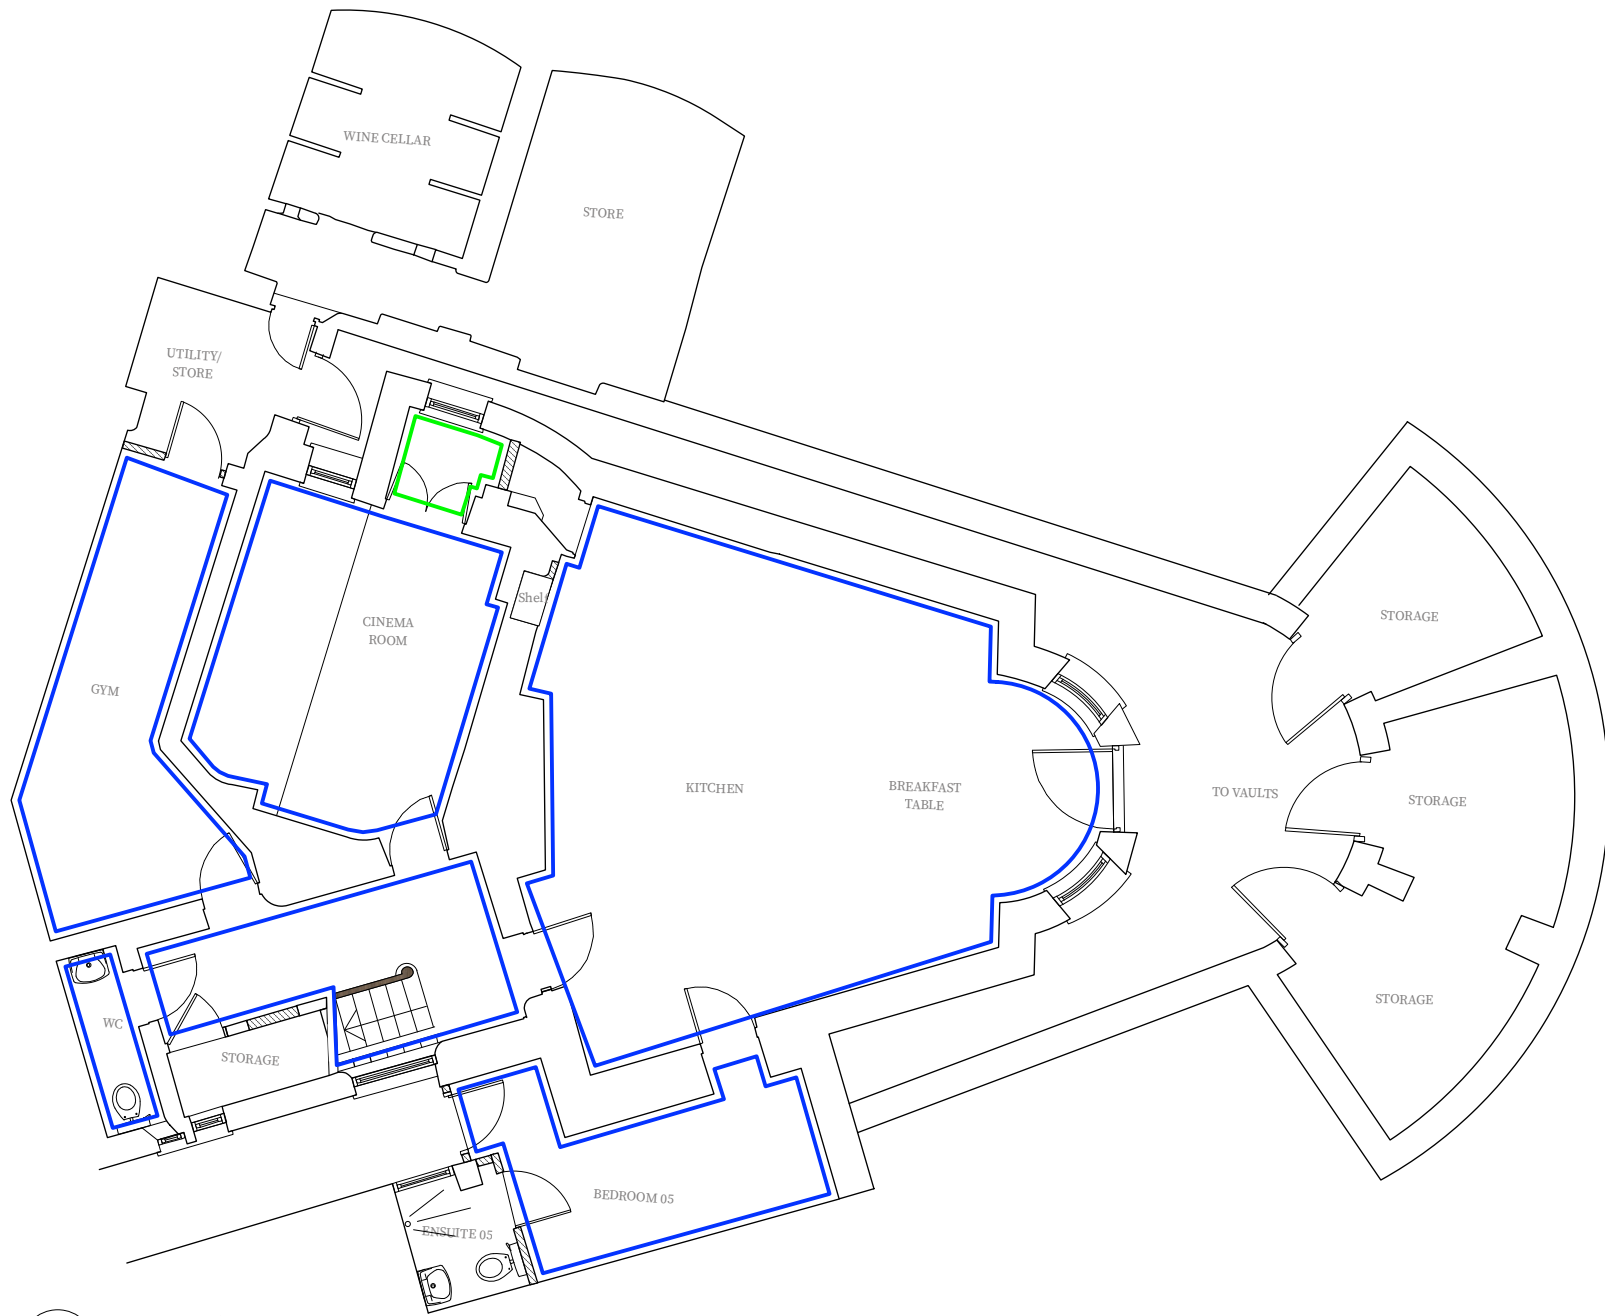 WINE CELLAR
STORE
UTILITY/
STORE
CINEMA
ROOM
Shelf
GYM
KITCHEN
BREAKFAST
TABLE
TO VAULTS
STORAGE
STORAGE
STORAGE
WC
STORAGE
BEDROOM 05
ENSUITE 05